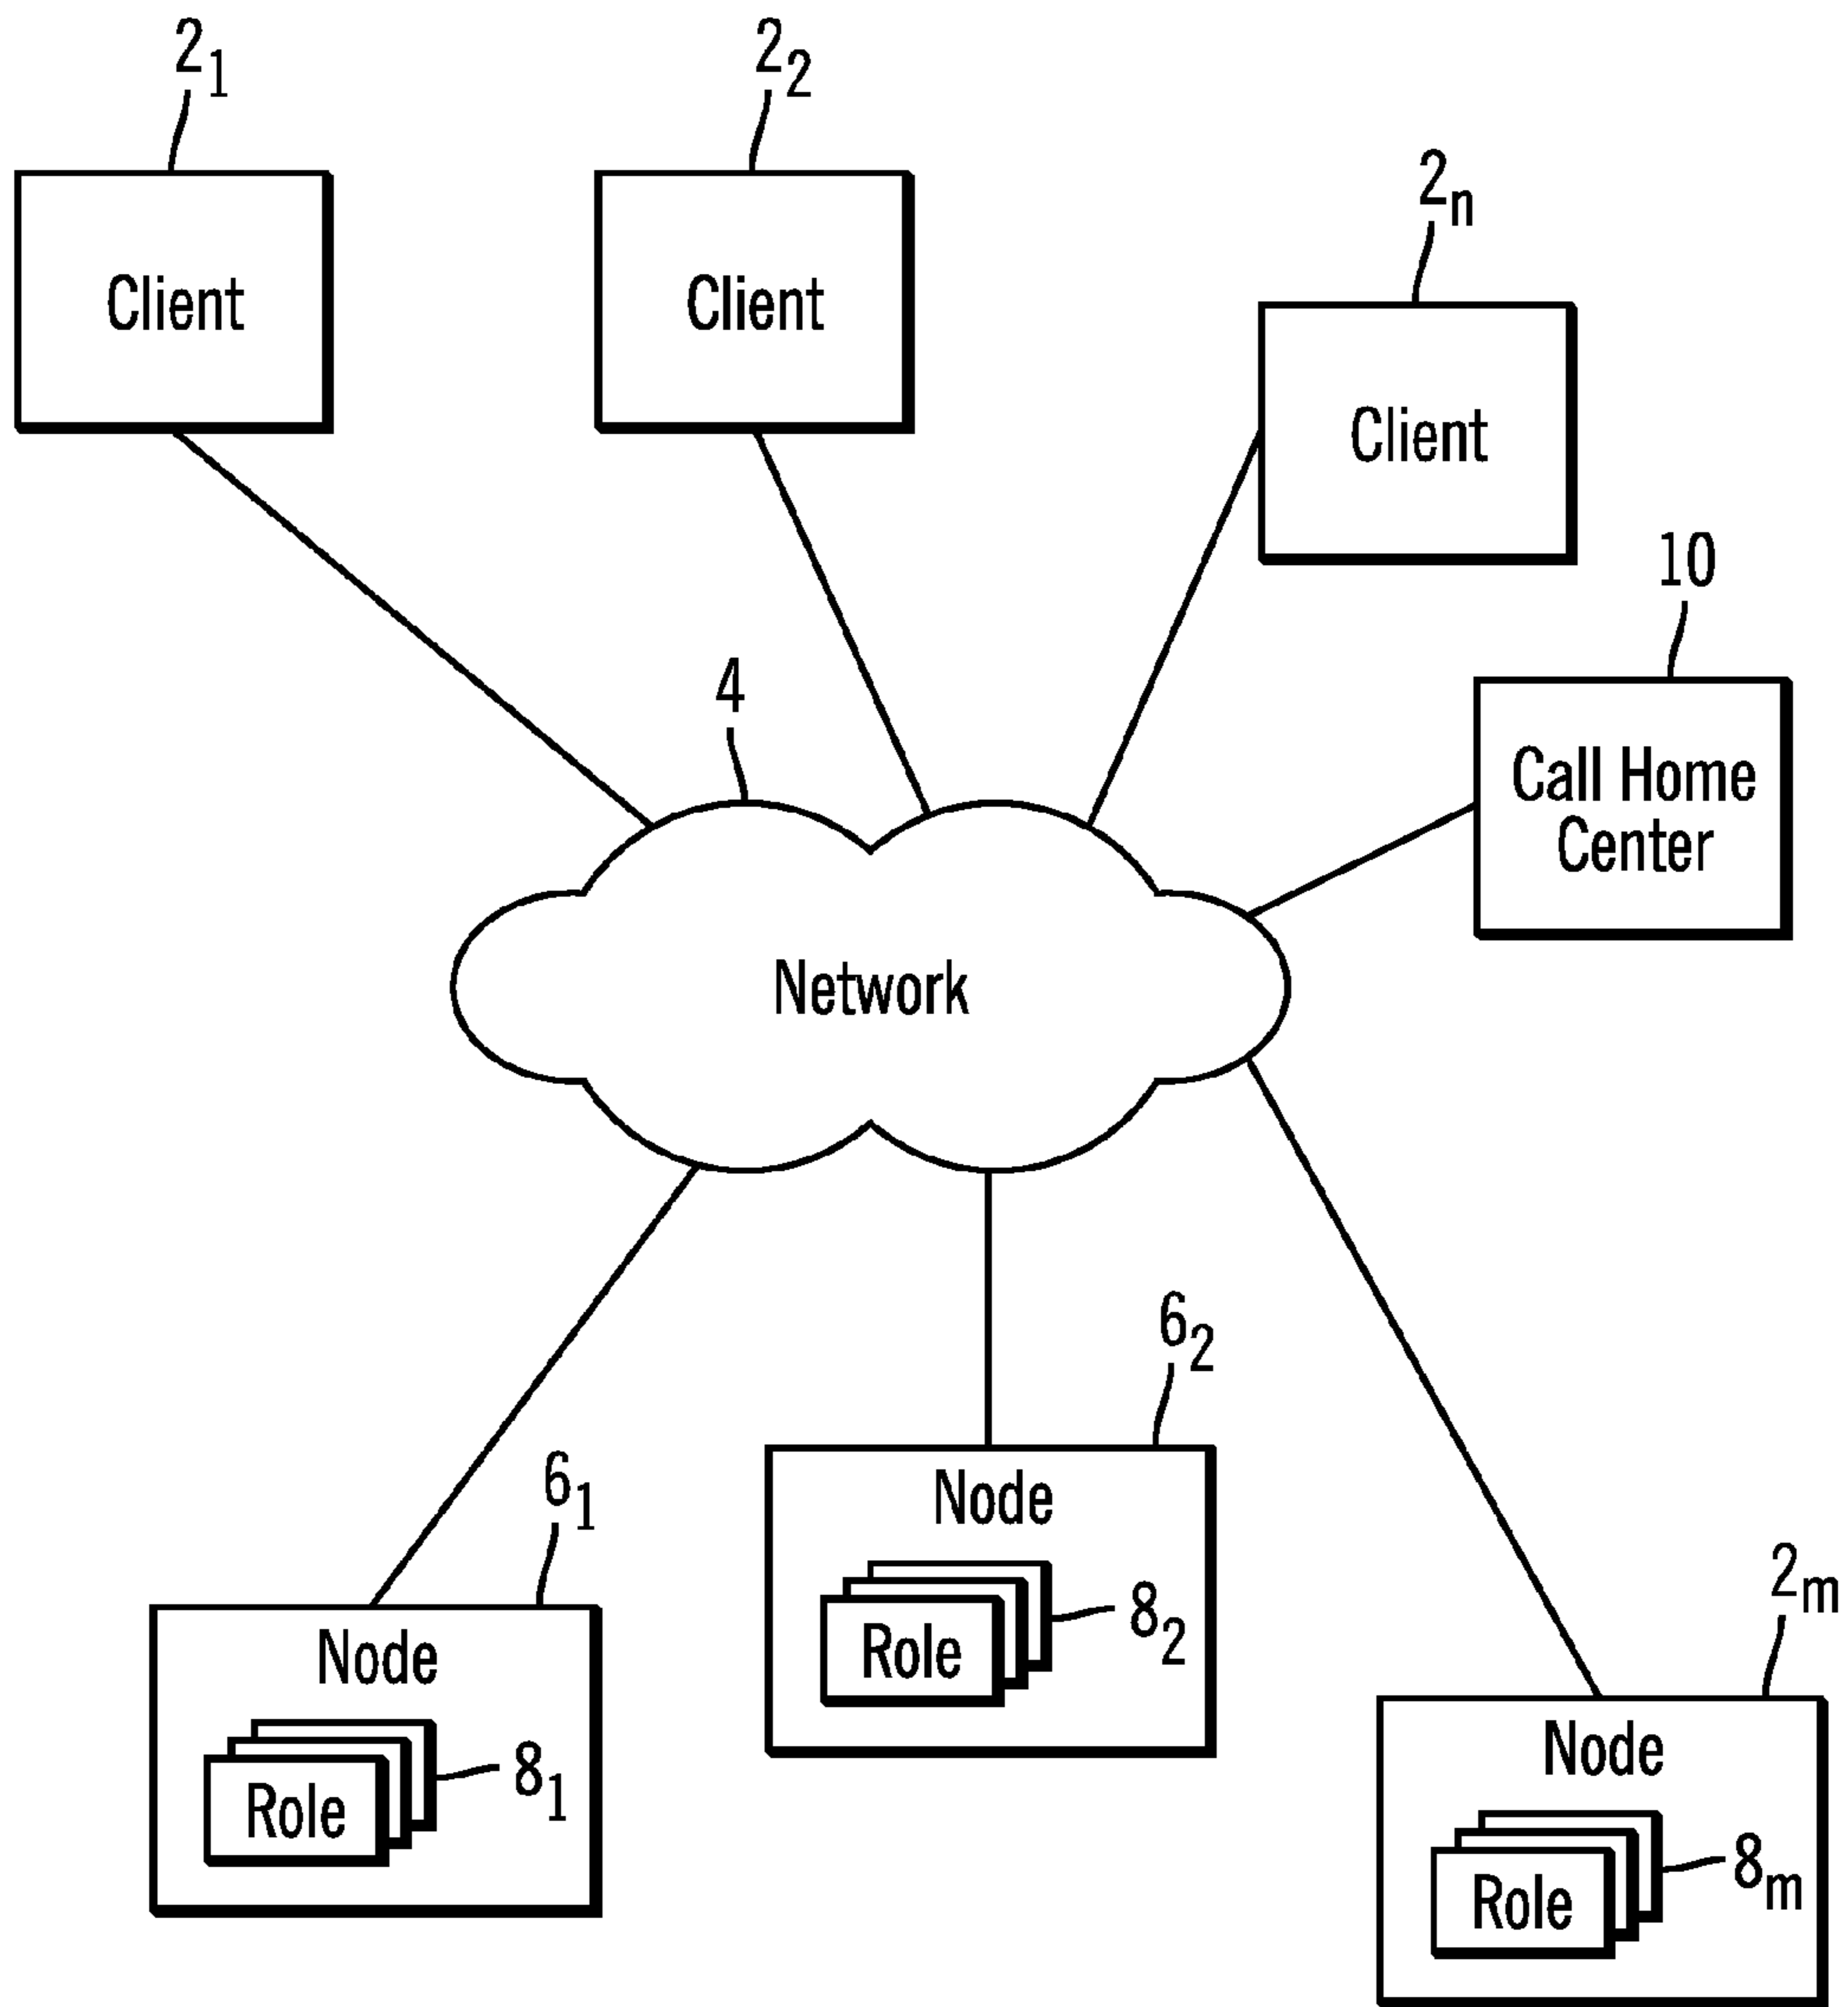 2₁
2₂
2ₙ
Client
Client
Client
10
4
Call Home
Center
Network
6₂
6₁
Node
2ₘ
8₂
Role
Node
Node
8₁
Role
8ₘ
Role